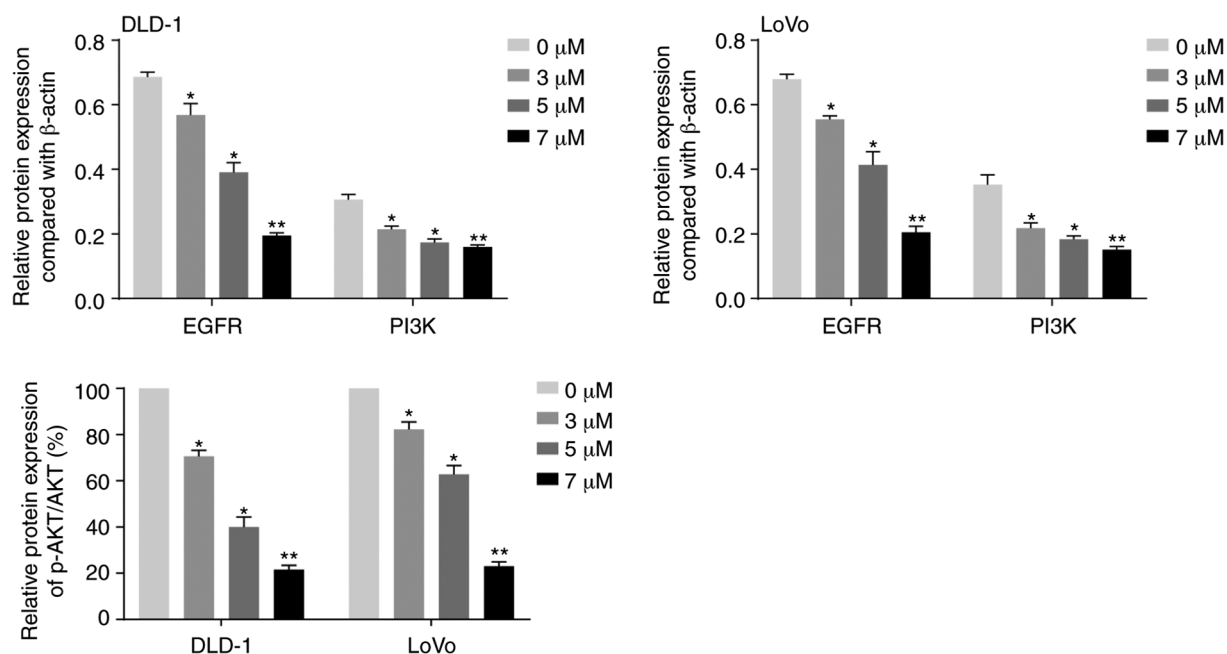 DLD-1
Relative protein expression
compared with β-actin
0.8
0.6
0.4
0.2
0.0
*
*
**
*
*
**
EGFR
PI3K
0 μM
3 μM
5 μM
7 μM
LoVo
Relative protein expression
compared with β-actin
0.8
0.6
0.4
0.2
0.0
*
*
**
*
*
**
EGFR
PI3K
0 μM
3 μM
5 μM
7 μM
Relative protein expression
of p-AKT/AKT (%)
100
80
60
40
20
0
*
*
**
*
*
**
DLD-1
LoVo
0 μM
3 μM
5 μM
7 μM